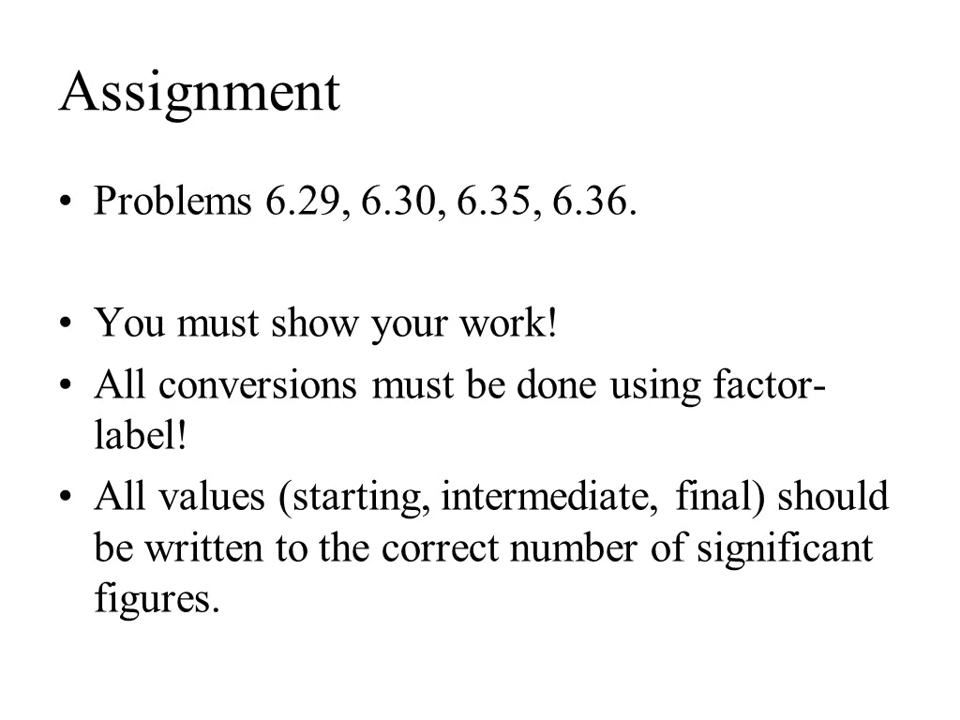 Assignment
• Problems 6.29, 6.30, 6.35, 6.36.
• You must show your work!
• All conversions must be done using factor-
label!
• All values (starting, intermediate, final) should
be written to the correct number of significant
figures.